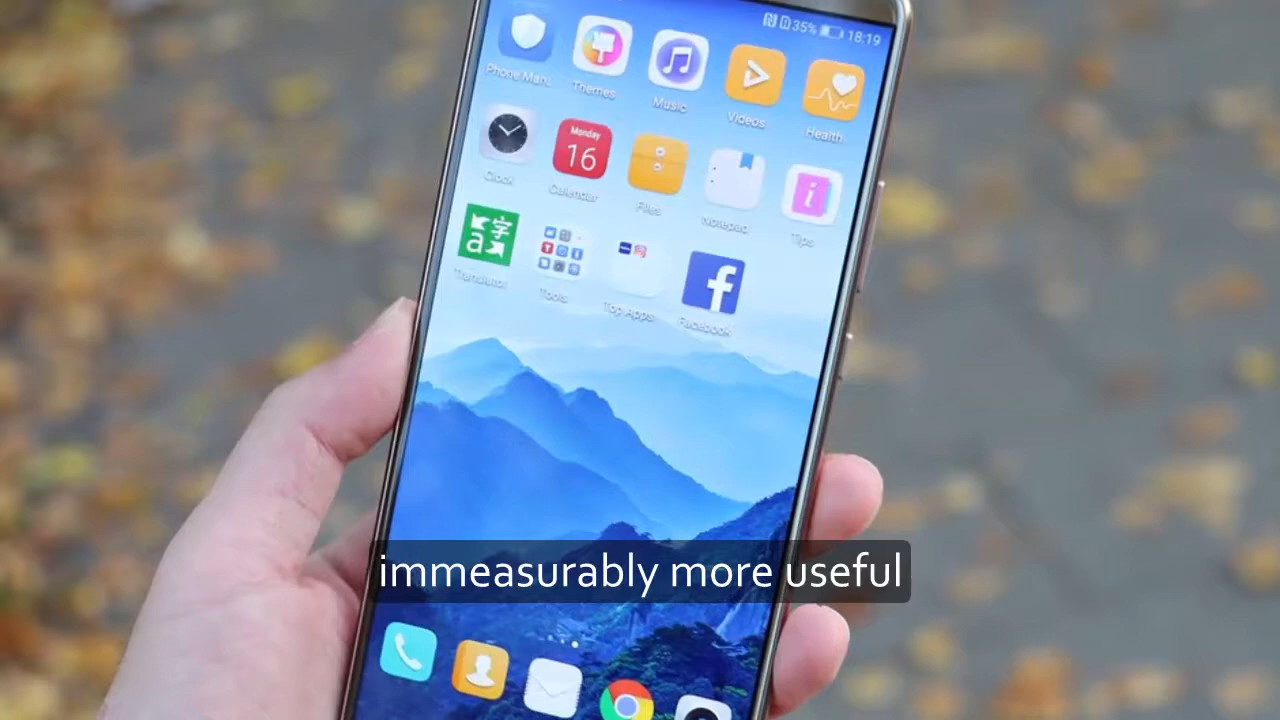 35% 18:19
Phone Man..
Themes
Music
Videos
Health
Clock
Monday
16
Calendar
Files
Notepad
Tips
字
a
Translator
Tools
Top Apps
Facebook
immeasurably more useful